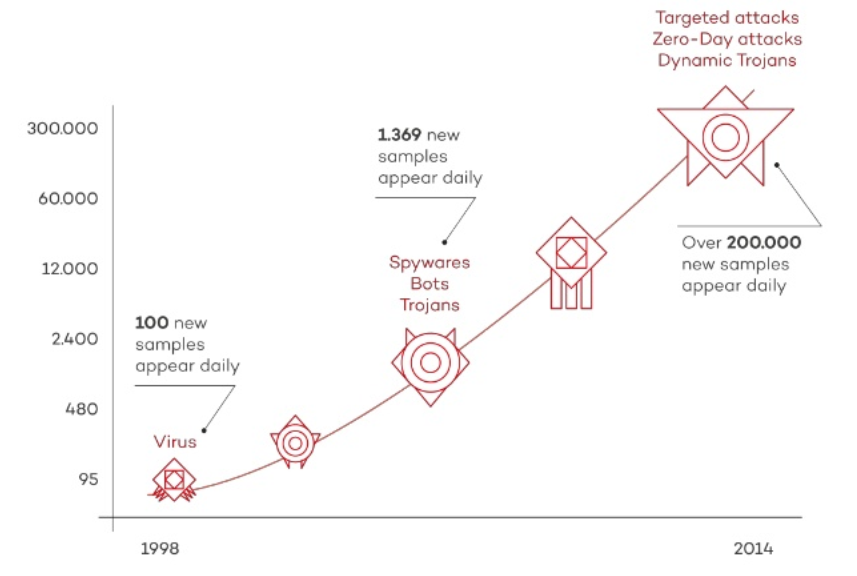 Targeted attacks
Zero-Day attacks
Dynamic Trojans
300.000
1.369 new
samples
appear daily
60.000
Over 200.000
new samples
appear daily
12.000
Spywares
Bots
Trojans
100 new
samples
appear daily
2.400
480
Virus
95
1998
2014